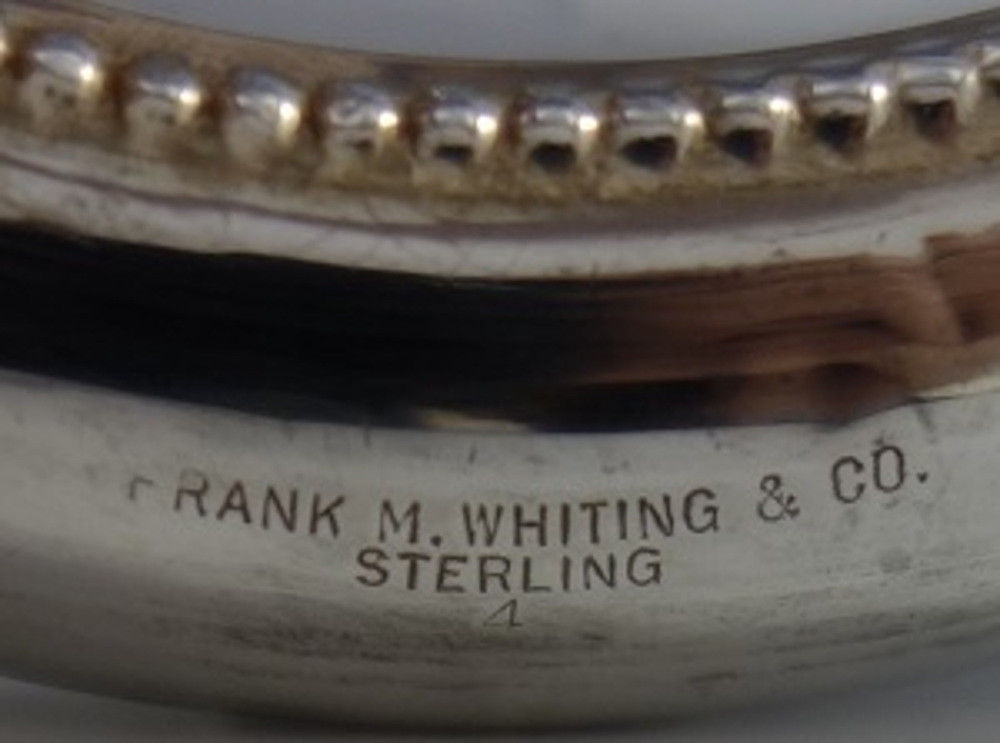 FRANK M. WHITING & CO.
STERLING
4